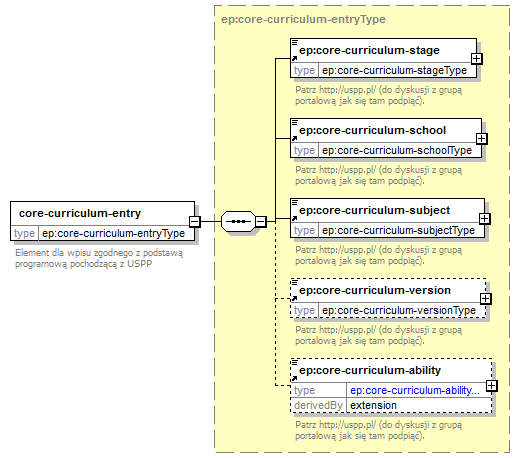 ep:core-curriculum-entryType
ep:core-curriculum-stage
type ep:core-curriculum-stageType
Patrz http://uspp.pl/ (do dyskusji z grupą
portalową jak się tam podpiąć).
ep:core-curriculum-school
type ep:core-curriculum-schoolType
Patrz http://uspp.pl/ (do dyskusji z grupą
portalową jak się tam podpiąć).
core-curriculum-entry
type ep:core-curriculum-entryType
Element dla wpisu zgodnego z podstawą
programową pochodzącą z USPP
ep:core-curriculum-subject
type ep:core-curriculum-subjectType
Patrz http://uspp.pl/ (do dyskusji z grupą
portalową jak się tam podpiąć).
ep:core-curriculum-version
type ep:core-curriculum-versionType
Patrz http://uspp.pl/ (do dyskusji z grupą
portalową jak się tam podpiąć).
ep:core-curriculum-ability
type ep:core-curriculum-ability...
derivedBy extension
Patrz http://uspp.pl/ (do dyskusji z grupą
portalową jak się tam podpiąć).